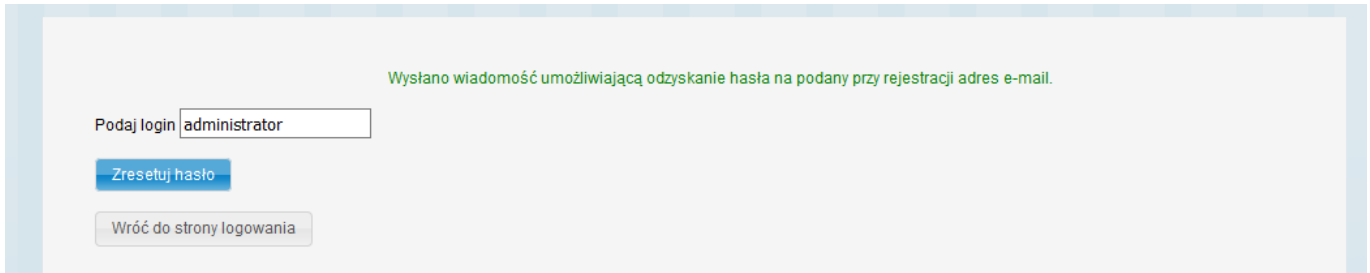 Wysłano wiadomość umożliwiającą odzyskanie hasła na podany przy rejestracji adres e-mail.
Podaj login administrator
Zresetuj hasło
Wróć do strony logowania